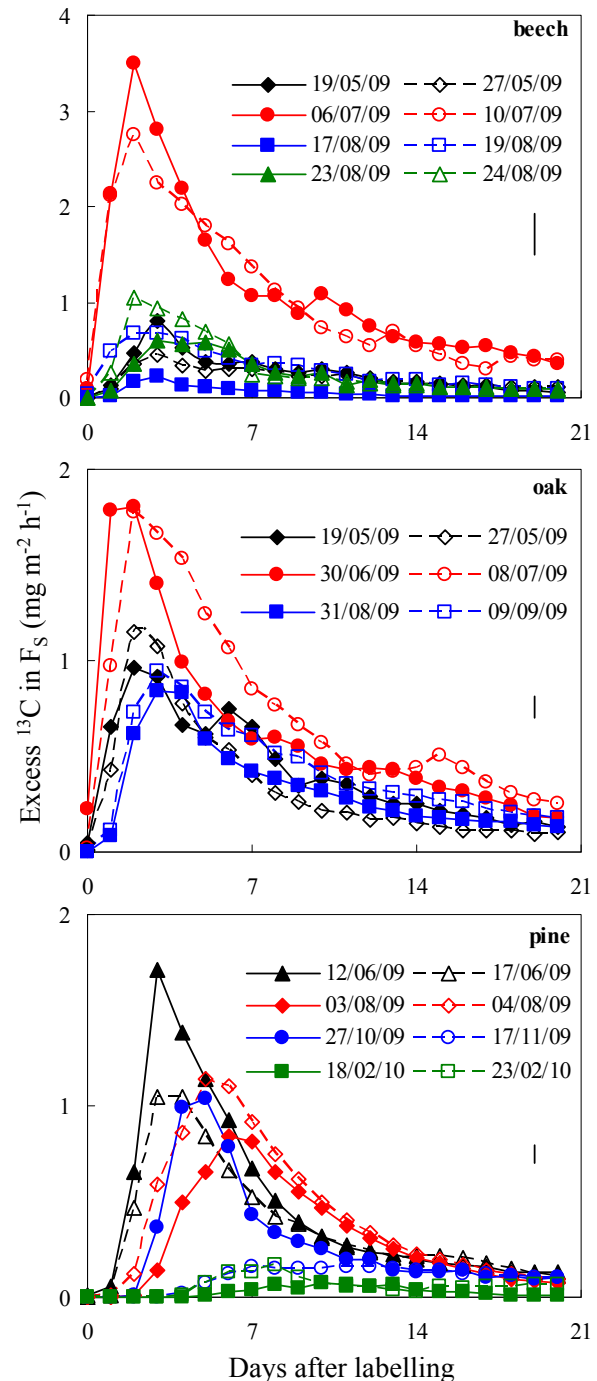 beech
19/05/09 27/05/09
06/07/09 10/07/09
17/08/09 19/08/09
23/08/09 24/08/09
4
3
2
1
0
0 7 14 21
oak
19/05/09 27/05/09
30/06/09 08/07/09
31/08/09 09/09/09
2
1
0
0 7 14 21
Excess ¹³C in F_S (mg m⁻² h⁻¹)
pine
12/06/09 17/06/09
03/08/09 04/08/09
27/10/09 17/11/09
18/02/10 23/02/10
2
1
0
0 7 14 21
Days after labelling